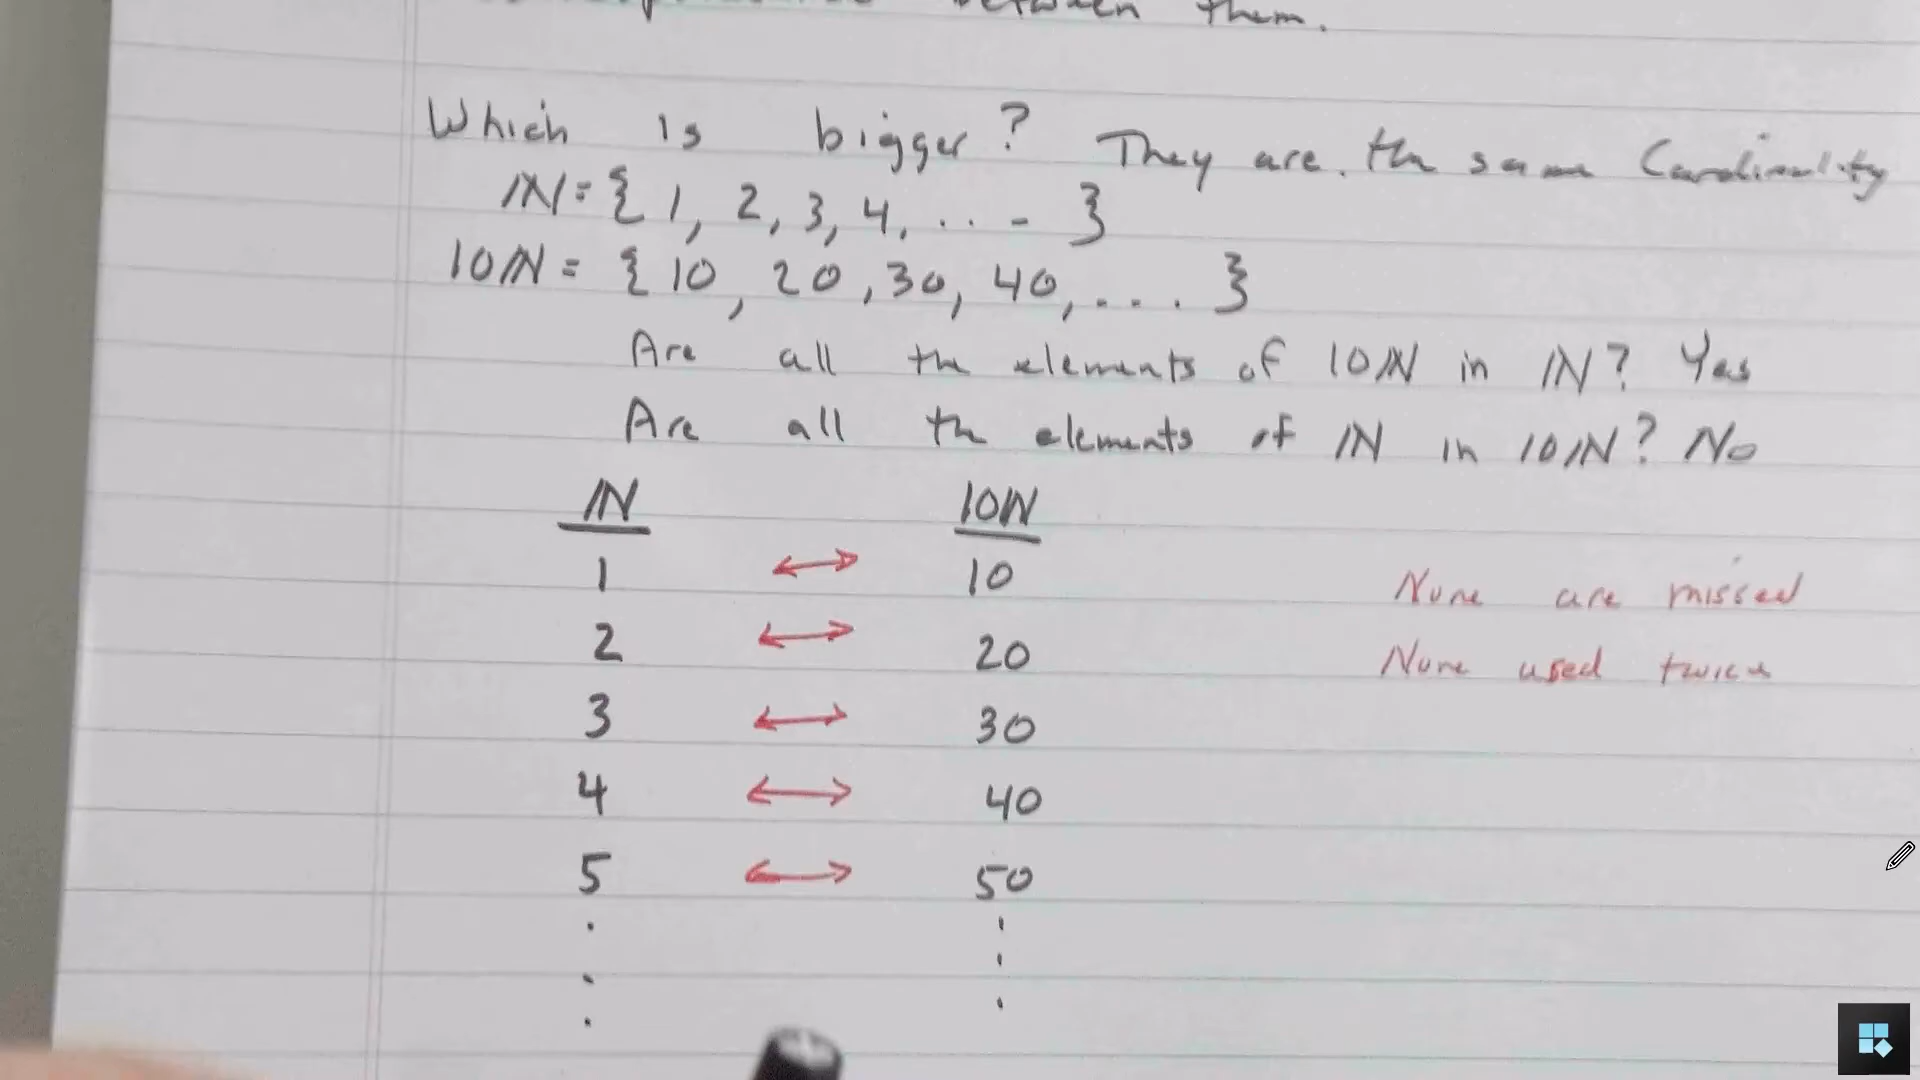 between them.
Which is bigger? They are the same Cardinality
ℕ = { 1, 2, 3, 4, ... }
10ℕ = { 10, 20, 30, 40, .... }
Are all the elements of 10ℕ in ℕ? Yes
Are all the elements of ℕ in 10ℕ? No
ℕ 10ℕ
1 ↔ 10
2 ↔ 20
3 ↔ 30
4 ↔ 40
5 ↔ 50
None are missed
None used twice